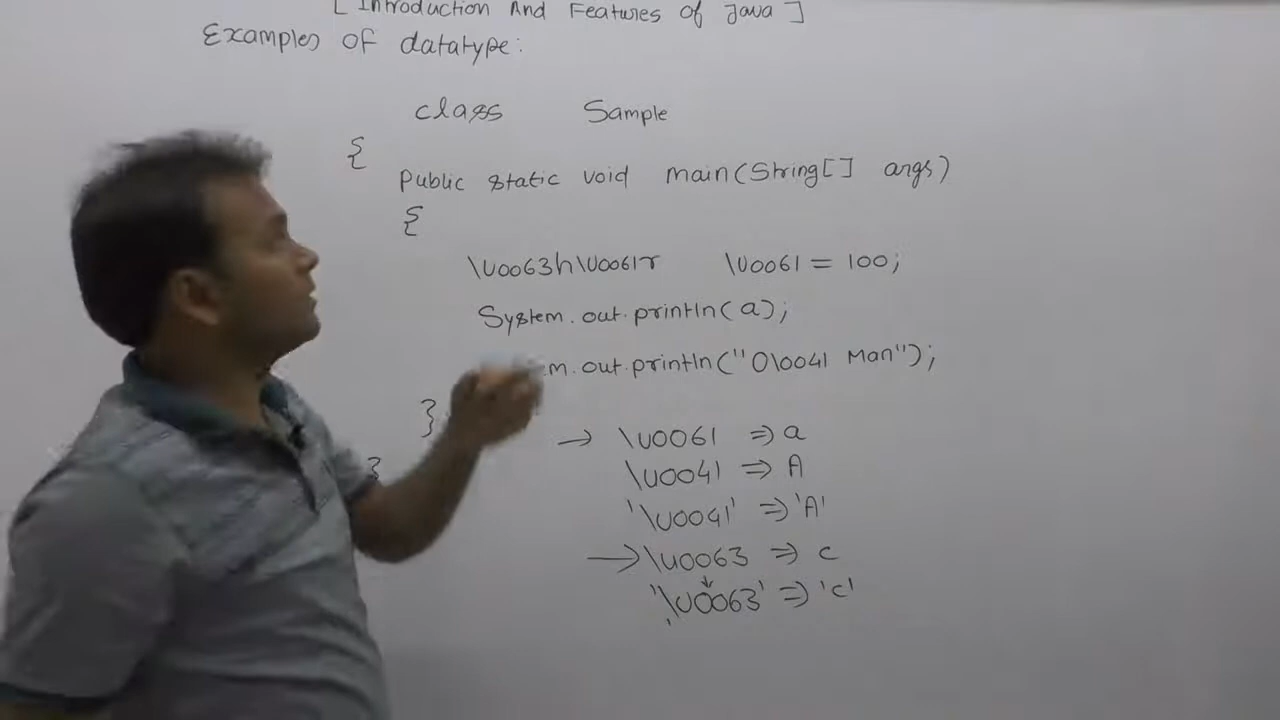 [ Introduction And Features of Java ]
Examples of datatype:
class Sample
{
public static void main(String[] args)
{
\u0063h\u0061r \u0061 = 100;
System.out.println(a);
m.out.println("O\0041 Man");
}
}
→ \u0061 => a
\u0041 => A
'\u0041' => 'A'
→ \u0063 => c
'\u0063' => 'c'